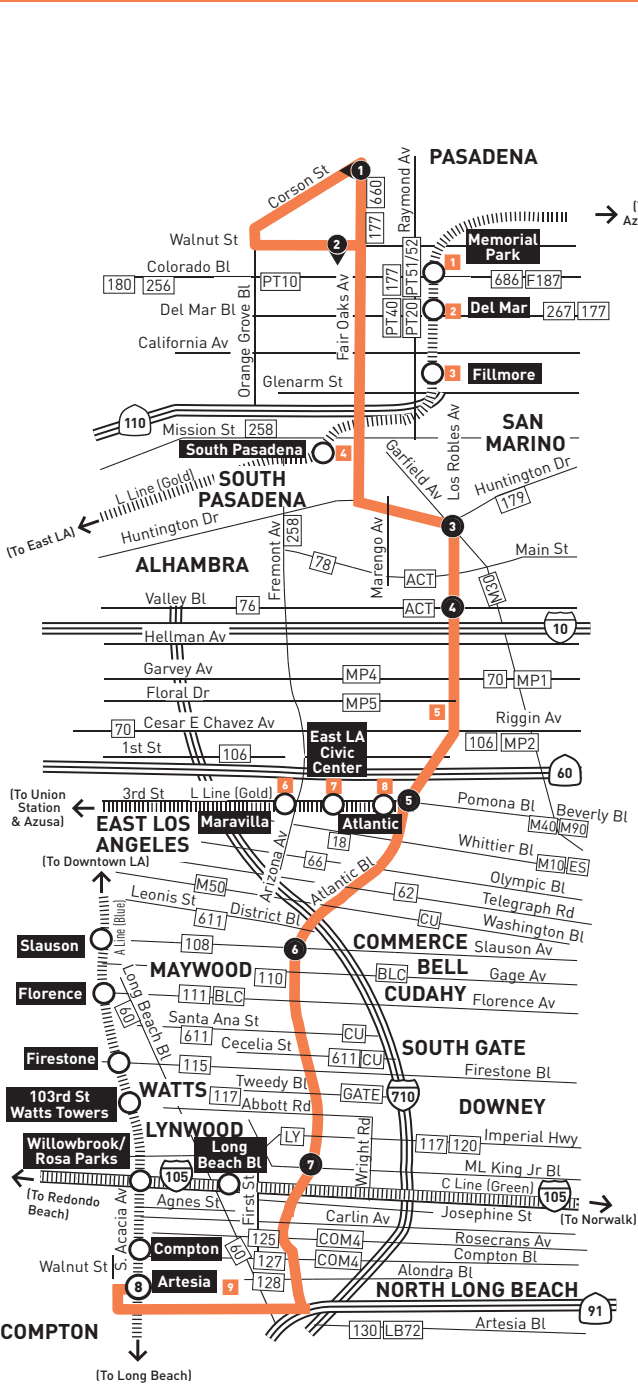 PASADENA
Corson St
1
660
177
Raymond Av
(T
Az
Walnut St
2
Memorial
Park
1
Colorado Bl
180
256
PT10
177
PT51/52
686
F187
Orange Grove Bl
Fair Oaks Av
Del Mar Bl
PT40
PT20
2
Del Mar
267
177
California Av
Glenarm St
3
Fillmore
110
Mission St
258
South Pasadena
4
Garfield Av
Los Robles Av
SAN
MARINO
L Line (Gold)
SOUTH
PASADENA
Huntington Dr
179
(To East LA)
Huntington Dr
Fremont Av
258
Marengo Av
3
ALHAMBRA
78
Main St
ACT
M30
Valley Bl
76
ACT
4
10
Hellman Av
Garvey Av
MP4
70
MP1
Floral Dr
MP5
5
70
Cesar E Chavez Av
Riggin Av
1st St
106
East LA
Civic
Center
106
MP2
60
(To Union
Station
& Azusa)
3rd St
L Line (Gold)
6
7
8
5
Pomona Bl
Beverly Bl
M40
M90
EAST LOS
ANGELES
Maravilla
Atlantic
18
Whittier Bl
M10
ES
(To Downtown LA)
66
Arizona Av
Atlantic Bl
Olympic Bl
M50
62
Telegraph Rd
Leonis St
611
District Bl
CU
Washington Bl
A Line (Blue)
Slauson
108
6
COMMERCE
Slauson Av
MAYWOOD
110
BLC
BELL
Gage Av
Florence
111
BLC
CUDAHY
Florence Av
60
Long Beach Bl
Santa Ana St
611
CU
Cecelia St
611
CU
SOUTH GATE
Firestone
115
Firestone Bl
WATTS
Tweedy Bl
117
GATE
710
103rd St
Watts Towers
Abbott Rd
DOWNEY
LYNWOOD
LY
Wright Rd
117
120
Imperial Hwy
Willowbrook/
Rosa Parks
Long
Beach Bl
7
ML King Jr Bl
105
C Line (Green)
105
(To Redondo
Beach)
Agnes St
First St
Josephine St
(To Norwalk)
S. Acacia Av
Carlin Av
125
COM4
Rosecrans Av
Compton
60
127
COM4
Compton Bl
Walnut St
Alondra Bl
8
Artesia
9
128
NORTH LONG BEACH
91
COMPTON
130
LB72
Artesia Bl
(To Long Beach)